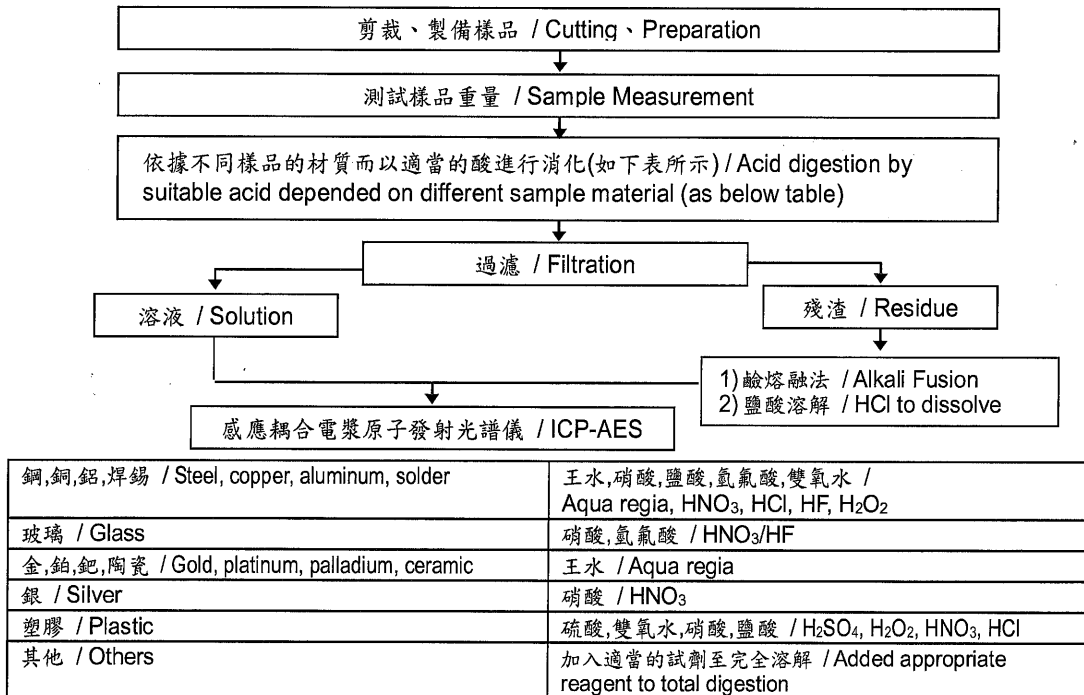 剪裁、製備樣品 / Cutting、Preparation
測試樣品重量 / Sample Measurement
依據不同樣品的材質而以適當的酸進行消化(如下表所示) / Acid digestion by
suitable acid depended on different sample material (as below table)
過濾 / Filtration
溶液 / Solution
殘渣 / Residue
1)鹼熔融法 / Alkali Fusion
2)鹽酸溶解 / HCl to dissolve
感應耦合電漿原子發射光譜儀 / ICP-AES
鋼,銅,鋁,焊錫 / Steel, copper, aluminum, solder
王水,硝酸,鹽酸,氫氟酸,雙氧水 /
Aqua regia, HNO₃, HCl, HF, H₂O₂
玻璃 / Glass
硝酸,氫氟酸 / HNO₃/HF
金,鉑,鈀,陶瓷 / Gold, platinum, palladium, ceramic
王水 / Aqua regia
銀 / Silver
硝酸 / HNO₃
塑膠 / Plastic
硫酸,雙氧水,硝酸,鹽酸 / H₂SO₄, H₂O₂, HNO₃, HCl
其他 / Others
加入適當的試劑至完全溶解 / Added appropriate
reagent to total digestion